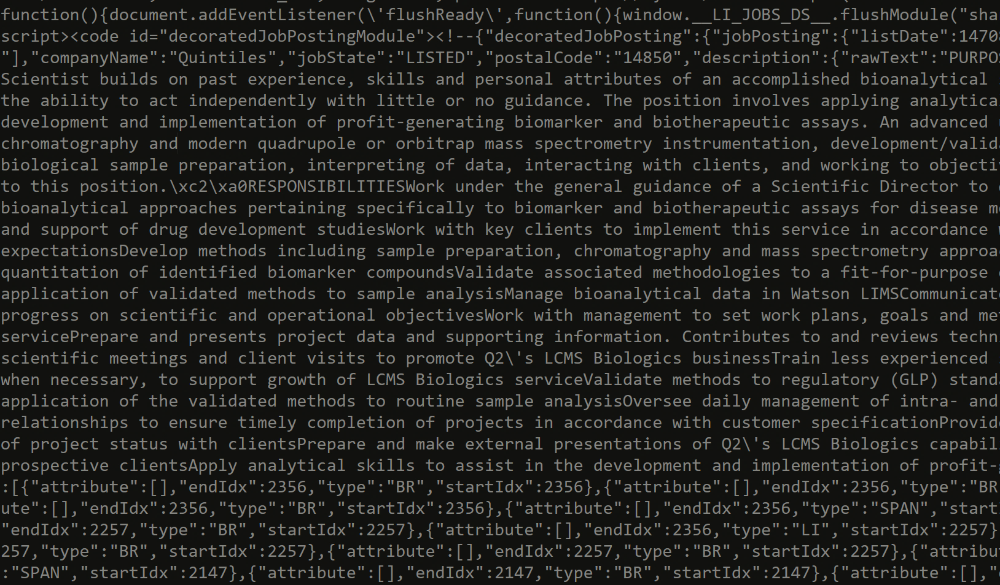 function(){document.addEventListener(\'flushReady\',function(){window.__LI_JOBS_DS__.flushModule("sha
script><code id="decoratedJobPostingModule"><!--{"decoratedJobPosting":{"jobPosting":{"listDate":1470
"],"companyName":"Quintiles","jobState":"LISTED","postalCode":"14850","description":{"rawText":"PURPOS
Scientist builds on past experience, skills and personal attributes of an accomplished bioanalytical
the ability to act independently with little or no guidance. The position involves applying analytica
development and implementation of profit-generating biomarker and biotherapeutic assays. An advanced
chromatography and modern quadrupole or orbitrap mass spectrometry instrumentation, development/valid
biological sample preparation, interpreting of data, interacting with clients, and working to objectiv
to this position.\xc2\xa0RESPONSIBILITIESWork under the general guidance of a Scientific Director to
bioanalytical approaches pertaining specifically to biomarker and biotherapeutic assays for disease m
and support of drug development studiesWork with key clients to implement this service in accordance
expectationsDevelop methods including sample preparation, chromatography and mass spectrometry approa
quantitation of identified biomarker compoundsValidate associated methodologies to a fit-for-purpose
application of validated methods to sample analysisManage bioanalytical data in Watson LIMSCommunicat
progress on scientific and operational objectivesWork with management to set work plans, goals and me
servicePrepare and presents project data and supporting information. Contributes to and reviews techn
scientific meetings and client visits to promote Q2\'s LCMS Biologics businessTrain less experienced
when necessary, to support growth of LCMS Biologics serviceValidate methods to regulatory (GLP) stand
application of the validated methods to routine sample analysisOversee daily management of intra- and
relationships to ensure timely completion of projects in accordance with customer specificationProvid
of project status with clientsPrepare and make external presentations of Q2\'s LCMS Biologics capabil
prospective clientsApply analytical skills to assist in the development and implementation of profit-
:[{"attribute":[],"endIdx":2356,"type":"BR","startIdx":2356},{"attribute":[],"endIdx":2356,"type":"BR
ute":[],"endIdx":2356,"type":"BR","startIdx":2356},{"attribute":[],"endIdx":2356,"type":"SPAN","start
"endIdx":2257,"type":"BR","startIdx":2257},{"attribute":[],"endIdx":2356,"type":"LI","startIdx":2257}
257,"type":"BR","startIdx":2257},{"attribute":[],"endIdx":2257,"type":"BR","startIdx":2257},{"attribu
:"SPAN","startIdx":2147},{"attribute":[],"endIdx":2147,"type":"BR","startIdx":2147},{"attribute":[],"